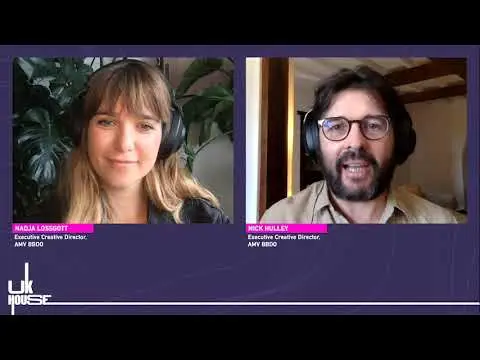 NADJA LOSSGOTT
Executive Creative Director,
AMV BBDO
NICK HULLEY
Executive Creative Director,
AMV BBDO
UK
HOUSE